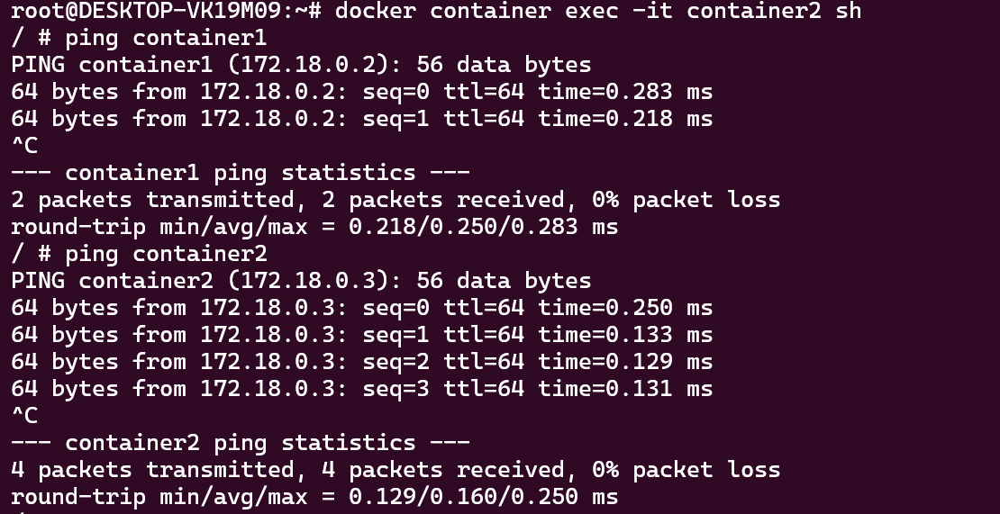 root@DESKTOP-VK19M09:~# docker container exec -it container2 sh
/ # ping container1
PING container1 (172.18.0.2): 56 data bytes
64 bytes from 172.18.0.2: seq=0 ttl=64 time=0.283 ms
64 bytes from 172.18.0.2: seq=1 ttl=64 time=0.218 ms
^C
--- container1 ping statistics ---
2 packets transmitted, 2 packets received, 0% packet loss
round-trip min/avg/max = 0.218/0.250/0.283 ms
/ # ping container2
PING container2 (172.18.0.3): 56 data bytes
64 bytes from 172.18.0.3: seq=0 ttl=64 time=0.250 ms
64 bytes from 172.18.0.3: seq=1 ttl=64 time=0.133 ms
64 bytes from 172.18.0.3: seq=2 ttl=64 time=0.129 ms
64 bytes from 172.18.0.3: seq=3 ttl=64 time=0.131 ms
^C
--- container2 ping statistics ---
4 packets transmitted, 4 packets received, 0% packet loss
round-trip min/avg/max = 0.129/0.160/0.250 ms